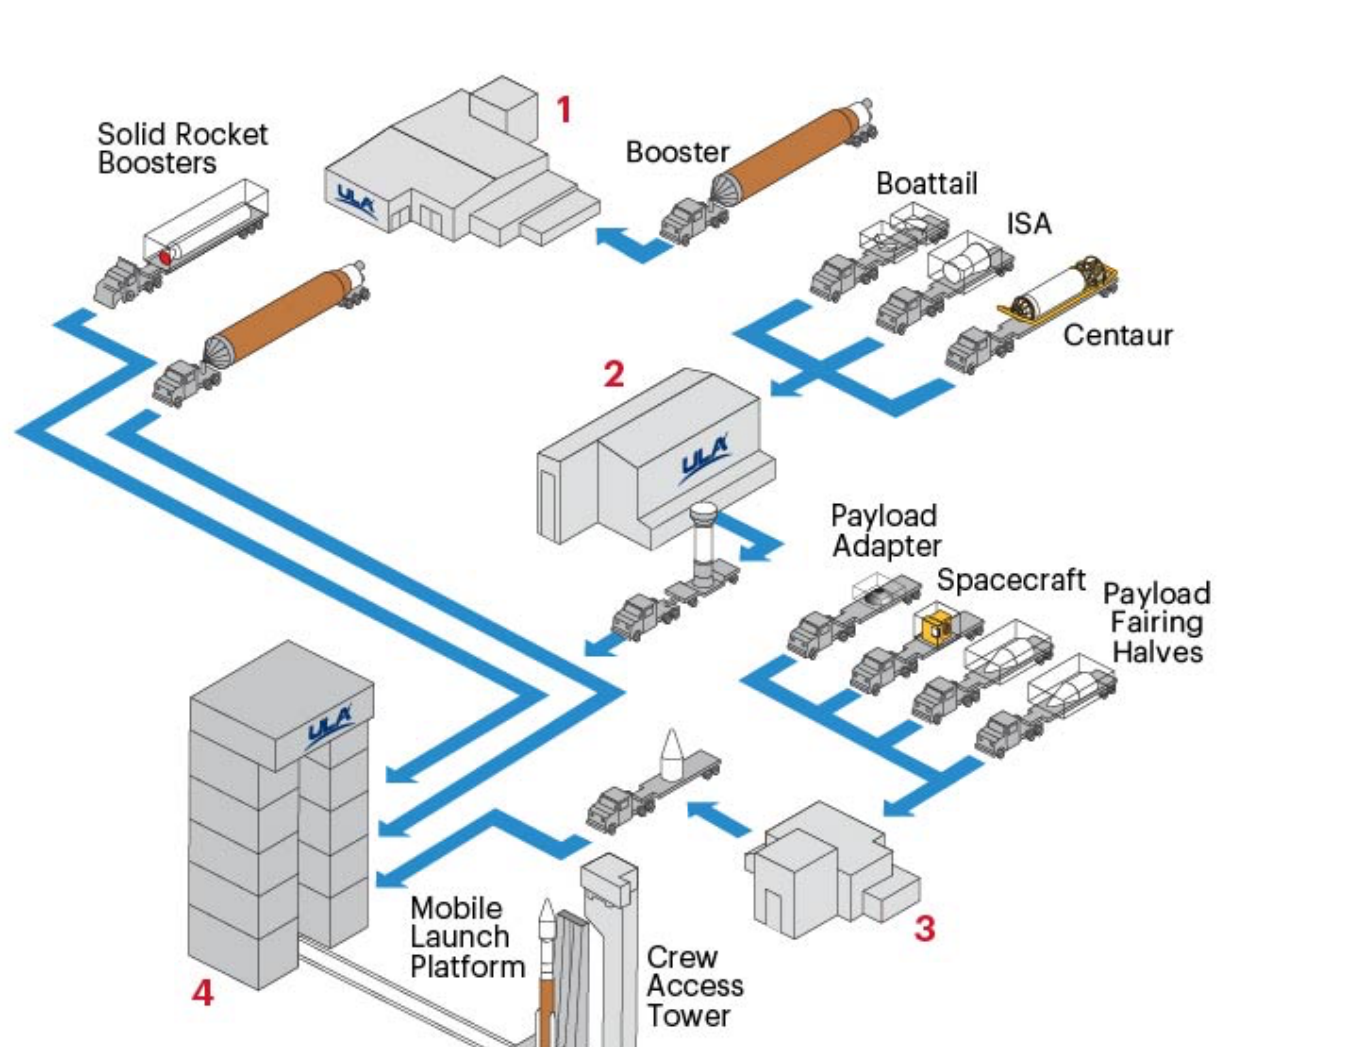 1
Solid Rocket
Boosters
Booster
Boattail
ISA
ULA
Centaur
2
ULA
Payload
Adapter
Spacecraft
Payload
Fairing
Halves
ULA
Mobile
Launch
Platform
3
Crew
Access
Tower
4